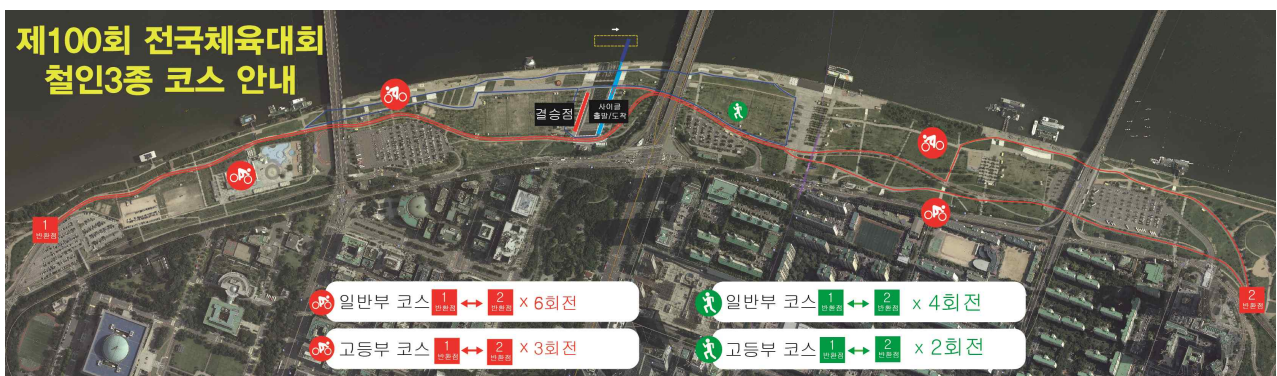 제100회 전국체육대회
철인3종 코스 안내
결승점
사이클
출발/도착
1
반환점
2
반환점
일반부 코스 1 반환점 2 반환점 x 6회전
고등부 코스 1 반환점 2 반환점 x 3회전
일반부 코스 1 반환점 2 반환점 x 4회전
고등부 코스 1 반환점 2 반환점 x 2회전